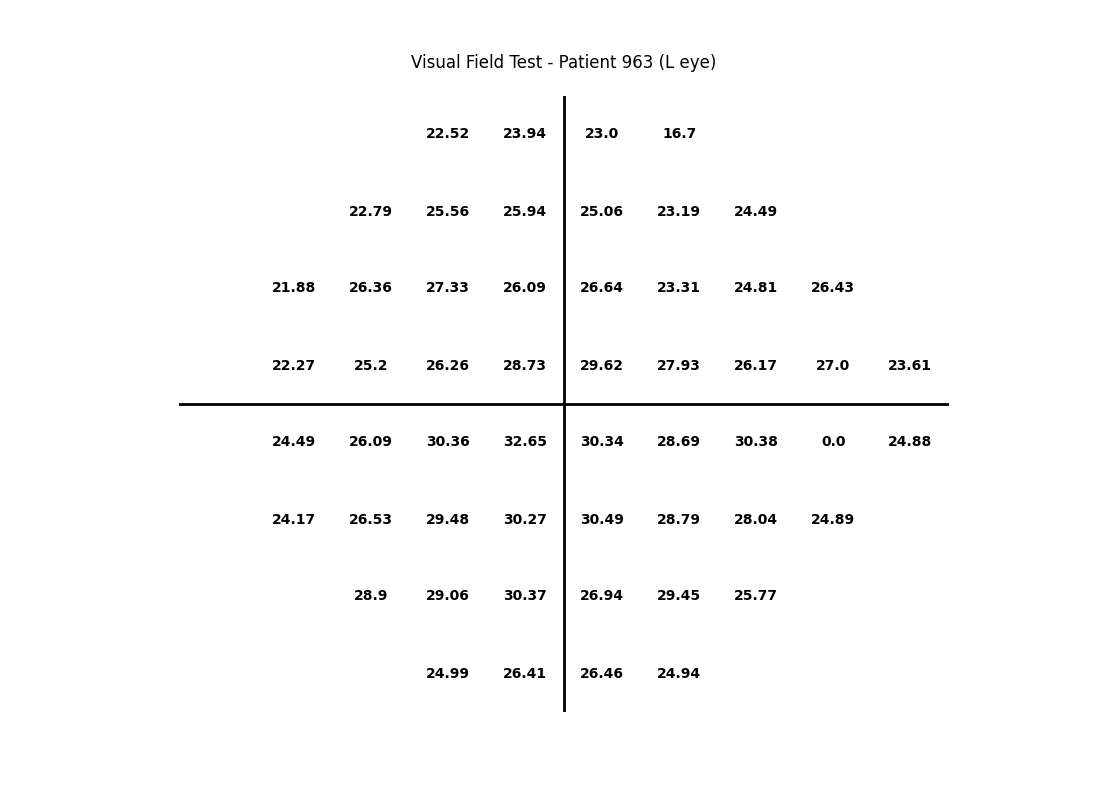 Visual Field Test - Patient 963 (L eye)
22.52 23.94 23.0 16.7
22.79 25.56 25.94 25.06 23.19 24.49
21.88 26.36 27.33 26.09 26.64 23.31 24.81 26.43
22.27 25.2 26.26 28.73 29.62 27.93 26.17 27.0 23.61
24.49 26.09 30.36 32.65 30.34 28.69 30.38 0.0 24.88
24.17 26.53 29.48 30.27 30.49 28.79 28.04 24.89
28.9 29.06 30.37 26.94 29.45 25.77
24.99 26.41 26.46 24.94